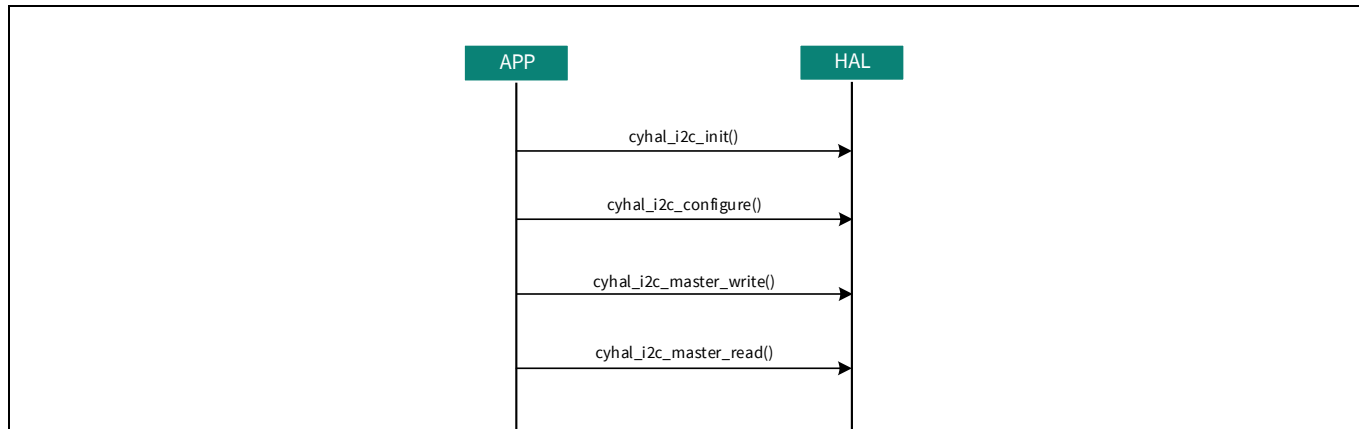 APP
HAL
cyhal_i2c_init()
cyhal_i2c_configure()
cyhal_i2c_master_write()
cyhal_i2c_master_read()